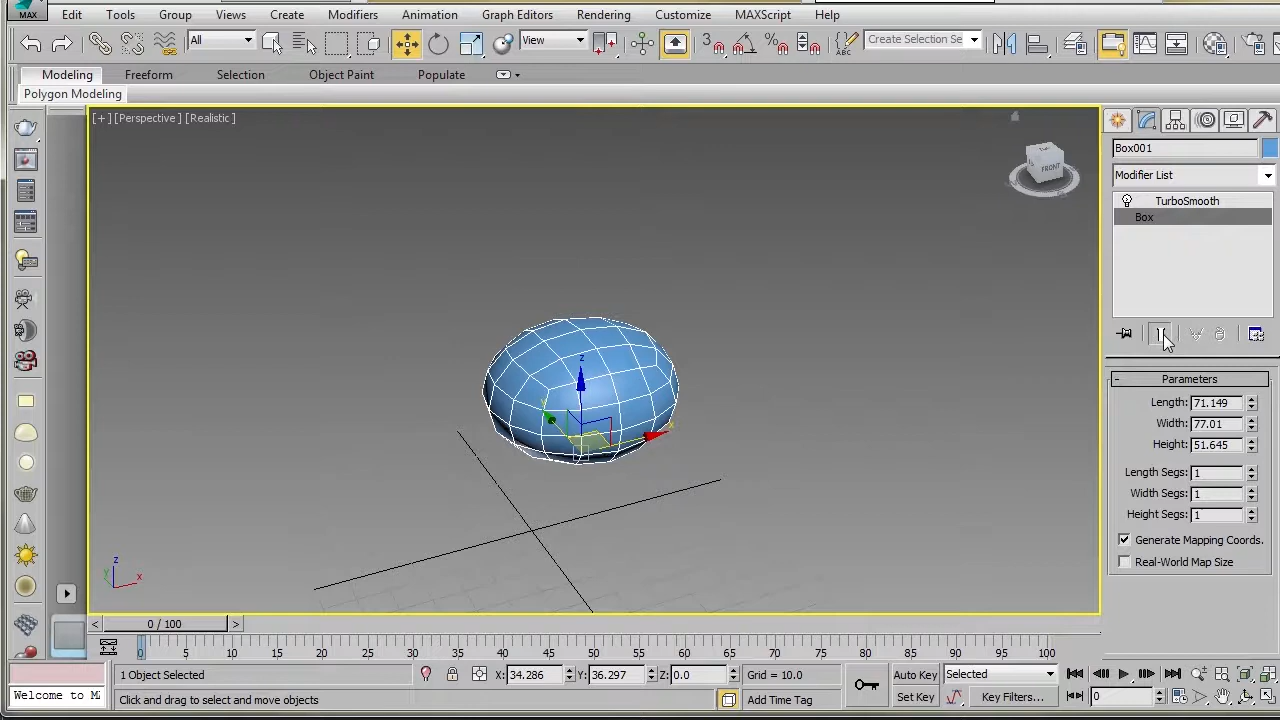 MAX Edit Tools Group Views Create Modifiers Animation Graph Editors Rendering Customize MAXScript Help
All View 3 ABC Create Selection Se
Modeling Freeform Selection Object Paint Populate
Polygon Modeling
[ + ] [Perspective ] [Realistic ]
FRONT
Box001
Modifier List
TurboSmooth
Box
z
x
- Parameters
Length: 71.149
Width: 77.01
Height: 51.645
Length Segs: 1
Width Segs: 1
Height Segs: 1
Generate Mapping Coords.
Real-World Map Size
z
y x
< 0 / 100 >
0 5 10 15 20 25 30 35 40 45 50 55 60 65 70 75 80 85 90 95 100
1 Object Selected X: 34.286 Y: 36.297 Z: 0.0 Grid = 10.0 Auto Key Selected
Welcome to MA Click and drag to select and move objects Add Time Tag Set Key Key Filters... 0